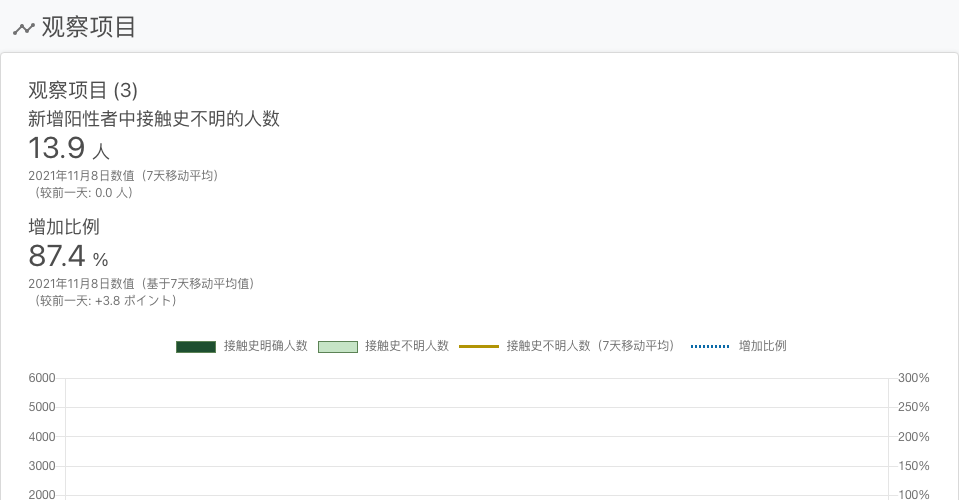 观察项目
观察项目 (3)
新增阳性者中接触史不明的人数
13.9 人
2021年11月8日数值（7天移动平均）
（较前一天: 0.0 人）
增加比例
87.4 %
2021年11月8日数值（基于7天移动平均值）
（较前一天: +3.8 ポイント）
接触史明确人数 接触史不明人数 接触史不明人数（7天移动平均） 增加比例
6000 300%
5000 250%
4000 200%
3000 150%
2000 100%